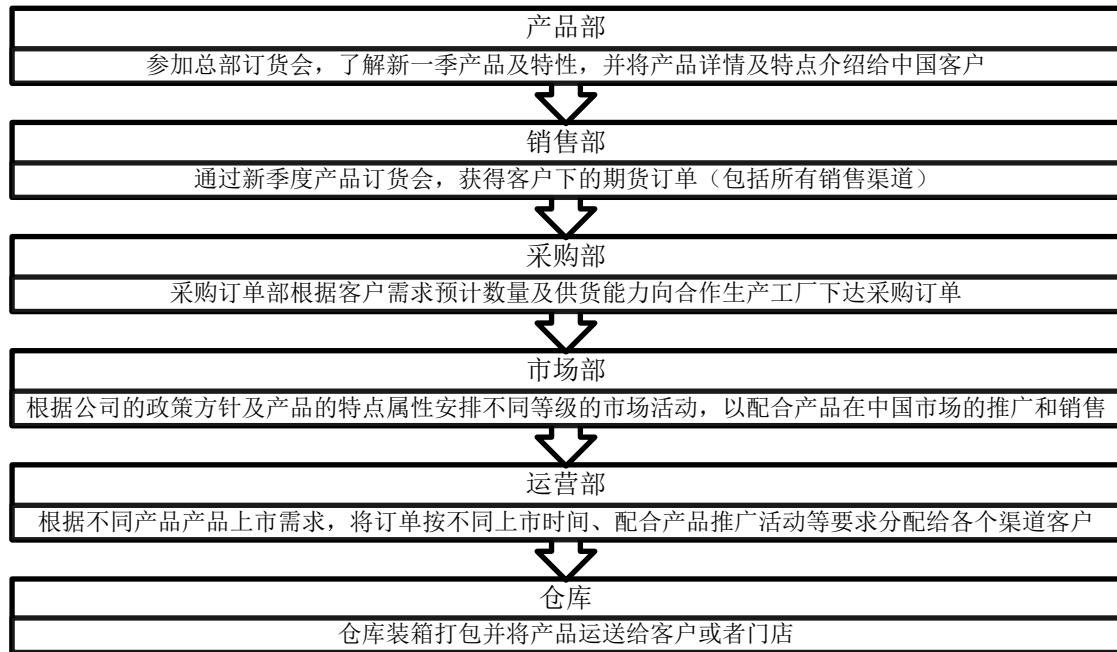 产品部
参加总部订货会，了解新一季产品及特性，并将产品详情及特点介绍给中国客户
销售部
通过新季度产品订货会，获得客户下的期货订单（包括所有销售渠道）
采购部
采购订单部根据客户需求预计数量及供货能力向合作生产工厂下达采购订单
市场部
根据公司的政策方针及产品的特点属性安排不同等级的市场活动，以配合产品在中国市场的推广和销售
运营部
根据不同产品产品上市需求，将订单按不同上市时间、配合产品推广活动等要求分配给各个渠道客户
仓库
仓库装箱打包并将产品运送给客户或者门店